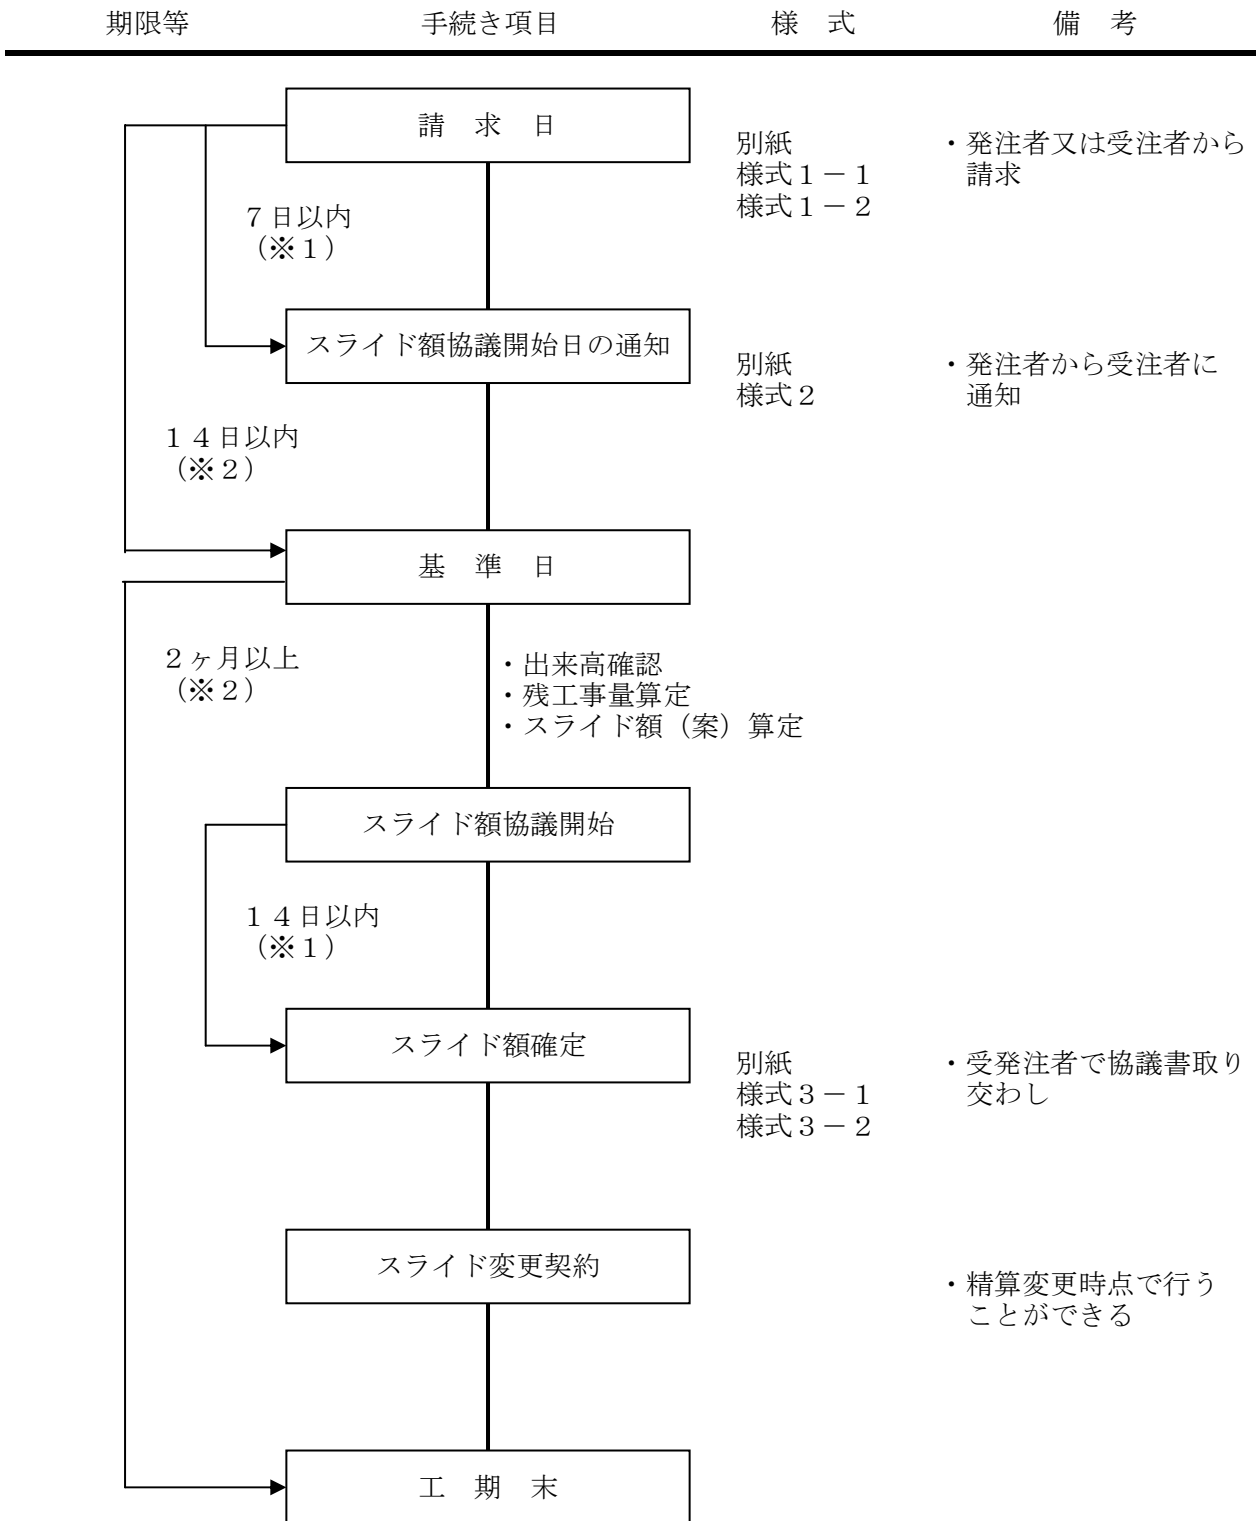 期限等　手続き項目　様　式　備　考
請　求　日
別紙
様式１－１
様式１－２
・発注者又は受注者から
請求
７日以内
（※１）
スライド額協議開始日の通知
別紙
様式２
・発注者から受注者に
通知
１４日以内
（※２）
基　準　日
２ヶ月以上
（※２）
・出来高確認
・残工事量算定
・スライド額（案）算定
スライド額協議開始
１４日以内
（※１）
スライド額確定
別紙
様式３－１
様式３－２
・受発注者で協議書取り
交わし
スライド変更契約
・精算変更時点で行う
ことができる
工　期　末